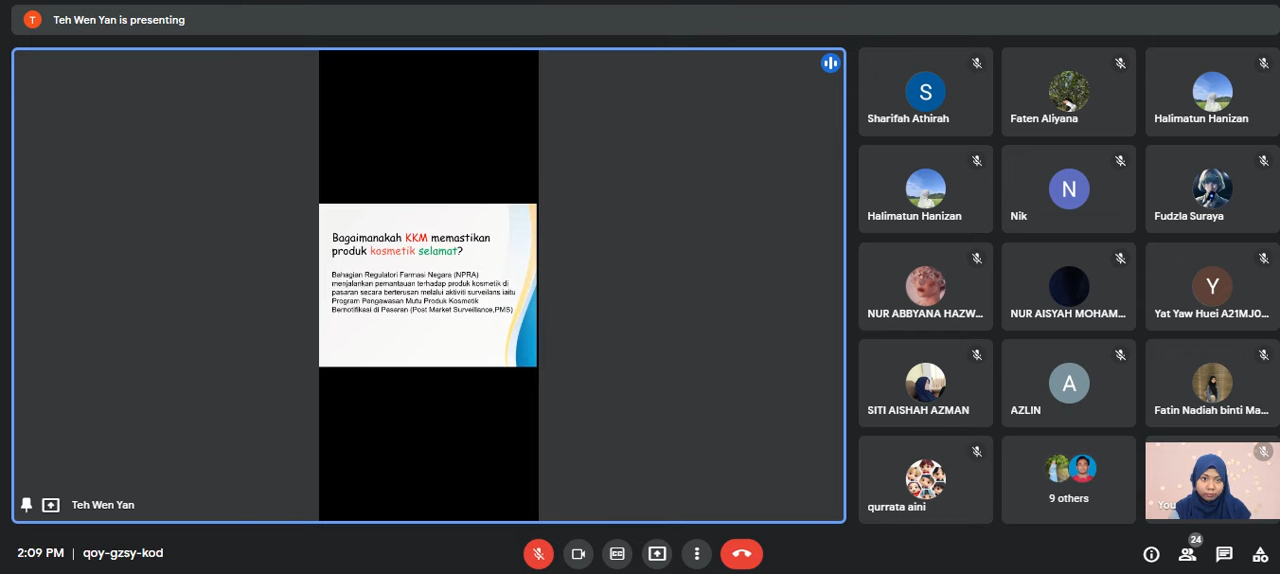 T
Teh Wen Yan is presenting
Bagaimanakah KKM memastikan
produk kosmetik selamat?
Bahagian Regulatori Farmasi Negara (NPRA)
menjalankan pemantauan terhadap produk kosmetik di
pasaran secara berterusan melalui aktiviti surveilans iaitu
Program Pengawasan Mutu Produk Kosmetik
Bernotifikasi di Pasaran (Post Market Surveillance,PMS)
Teh Wen Yan
S
Sharifah Athirah
Faten Aliyana
Halimatun Hanizan
Halimatun Hanizan
N
Nik
Fudzla Suraya
NUR ABBYANA HAZW...
NUR AISYAH MOHAM...
Y
Yat Yaw Huei A21MJ0...
SITI AISHAH AZMAN
A
AZLIN
Fatin Nadiah binti Ma...
qurrata aini
9 others
You
2:09 PM | qoy-gzsy-kod
CC
24